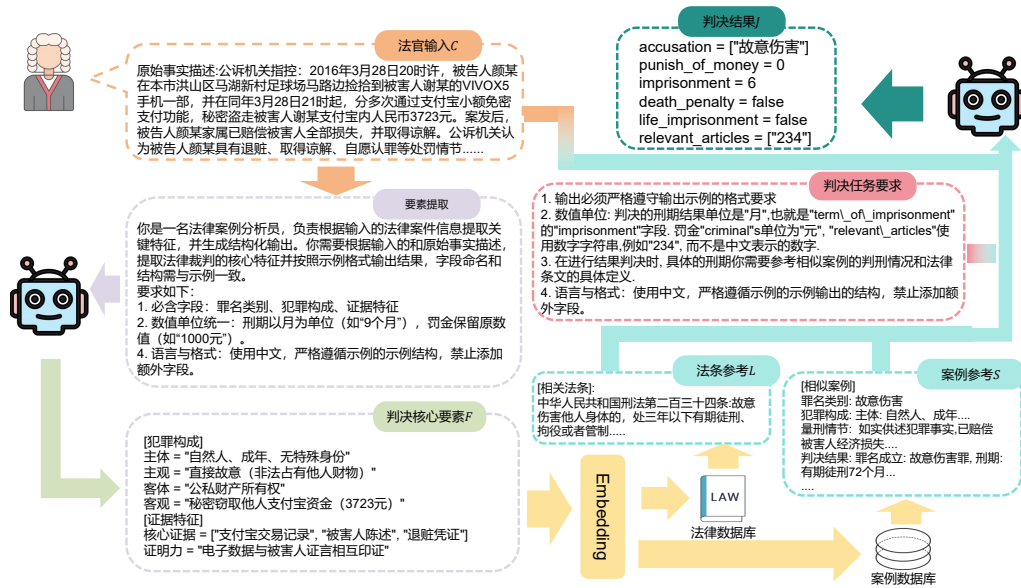 法官输入C
原始事实描述:公诉机关指控：2016年3月28日20时许，被告人颜某
在本市洪山区马湖新村足球场马路边捡拾到被害人谢某的VIVOX5
手机一部，并在同年3月28日21时起，分多次通过支付宝小额免密
支付功能，秘密盗走被害人谢某支付宝内人民币3723元。案发后，
被告人颜某家属已赔偿被害人全部损失，并取得谅解。公诉机关认
为被告人颜某具有退赃、取得谅解、自愿认罪等处罚情节......
判决结果J
accusation = ["故意伤害"]
punish_of_money = 0
imprisonment = 6
death_penalty = false
life_imprisonment = false
relevant_articles = ["234"]
要素提取
你是一名法律案例分析员，负责根据输入的法律案件信息提取关
键特征，并生成结构化输出。你需要根据输入的和原始事实描述，
提取法律裁判的核心特征并按照示例格式输出结果，字段命名和
结构需与示例一致。
要求如下：
1. 必含字段：罪名类别、犯罪构成、证据特征
2. 数值单位统一：刑期以月为单位（如“9个月”），罚金保留原数
值（如“1000元”）。
4. 语言与格式：使用中文，严格遵循示例的示例结构，禁止添加
额外字段。
判决任务要求
1. 输出必须严格遵守输出示例的格式要求
2. 数值单位: 判决的刑期结果单位是"月",也就是"term\_of\_imprisonment"
的"imprisonment"字段. 罚金"criminal"s单位为"元", "relevant\_articles"使
用数字字符串,例如"234", 而不是中文表示的数字.
3. 在进行结果判决时, 具体的刑期你需要参考相似案例的判刑情况和法律
条文的具体定义.
4. 语言与格式：使用中文，严格遵循示例的示例输出的结构，禁止添加额
外字段。
判决核心要素F
[犯罪构成]
主体 = "自然人、成年、无特殊身份"
主观 = "直接故意（非法占有他人财物）"
客体 = "公私财产所有权"
客观 = "秘密窃取他人支付宝资金（3723元）"
[证据特征]
核心证据 = ["支付宝交易记录", "被害人陈述", "退赃凭证"]
证明力 = "电子数据与被害人证言相互印证"
法条参考L
[相关法条]:
中华人民共和国刑法第二百三十四条:故意
伤害他人身体的，处三年以下有期徒刑、
拘役或者管制.....
案例参考S
[相似案例]
罪名类别: 故意伤害
犯罪构成: 主体: 自然人、成年....
量刑情节: 如实供述犯罪事实,已赔偿
被害人经济损失....
判决结果: 罪名成立: 故意伤害罪, 刑期:
有期徒刑72个月...
....
Embedding
LAW
法律数据库
案例数据库